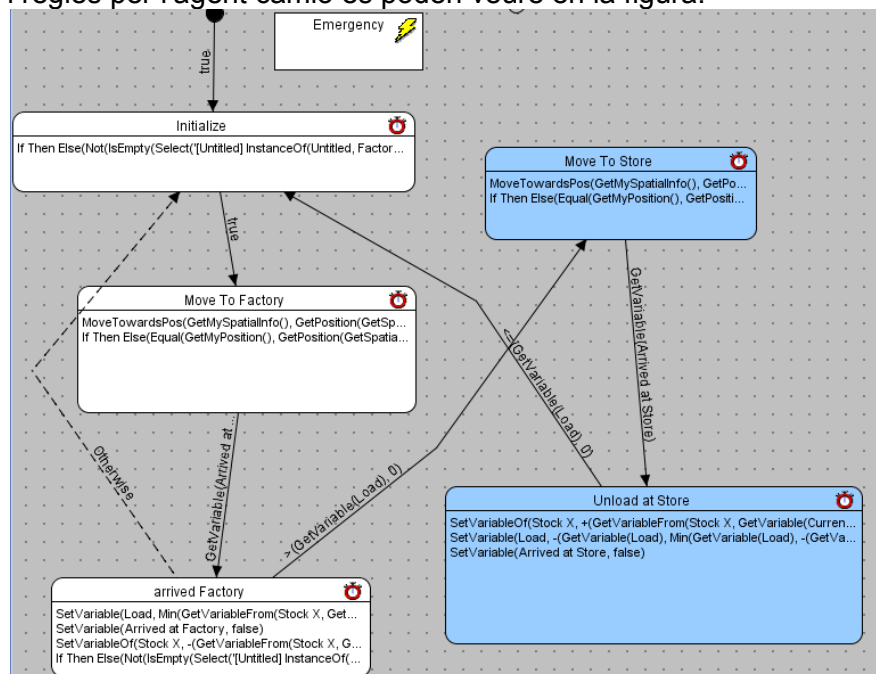 i regles per l'agent camió es poden veure en la figura:
Emergency
true
Initialize
If Then Else(Not(IsEmpty(Select('[Untitled] InstanceOf(Untitled, Factor...
Move To Store
MoveTowardsPos(GetMySpatialInfo(), GetPo...
If Then Else(Equal(GetMyPosition(), GetPositi...
true
Move To Factory
MoveTowardsPos(GetMySpatialInfo(), GetPosition(GetSp...
If Then Else(Equal(GetMyPosition(), GetPosition(GetSpatia...
GetVariable(Arrived at Store)
<=(GetVariable(Load), 0)
Otherwise
GetVariable(Arrived at ...
>(GetVariable(Load), 0)
Unload at Store
SetVariableOf(Stock X, +(GetVariableFrom(Stock X, GetVariable(Curren...
SetVariable(Load, -(GetVariable(Load), Min(GetVariable(Load), -(GetVa...
SetVariable(Arrived at Store, false)
arrived Factory
SetVariable(Load, Min(GetVariableFrom(Stock X, Get...
SetVariable(Arrived at Factory, false)
SetVariableOf(Stock X, -(GetVariableFrom(Stock X, G...
If Then Else(Not(IsEmpty(Select('[Untitled] InstanceOf(...